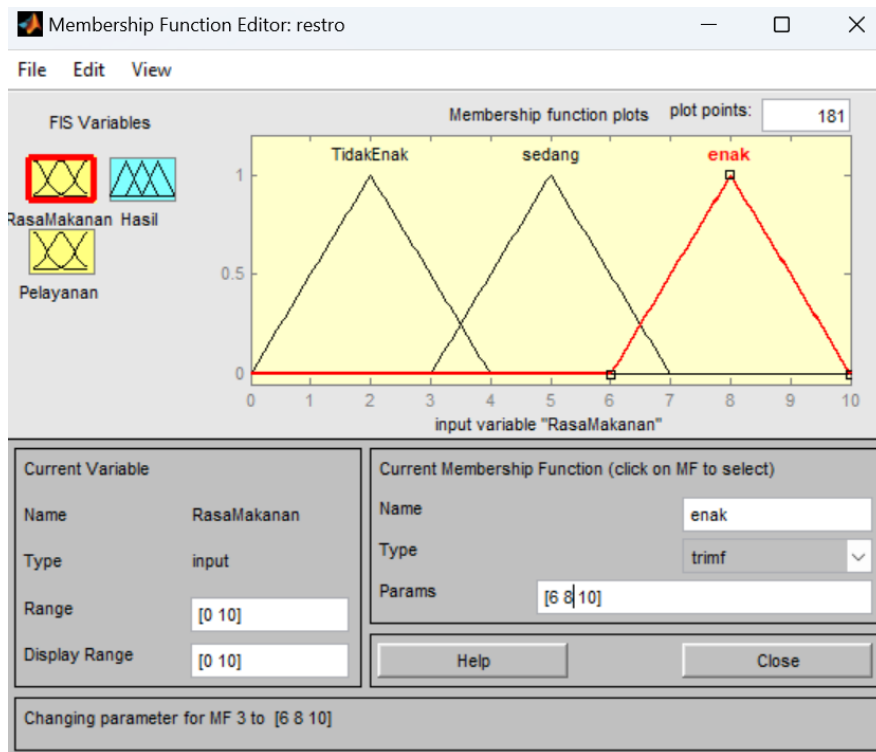 Membership Function Editor: restro
File Edit View
FIS Variables
RasaMakanan Hasil
Pelayanan
Membership function plots plot points: 181
TidakEnak sedang enak
1
0.5
0
0 1 2 3 4 5 6 7 8 9 10
input variable "RasaMakanan"
Current Variable
Name RasaMakanan
Type input
Range [0 10]
Display Range [0 10]
Current Membership Function (click on MF to select)
Name enak
Type trimf
Params [6 8 10]
Help Close
Changing parameter for MF 3 to [6 8 10]